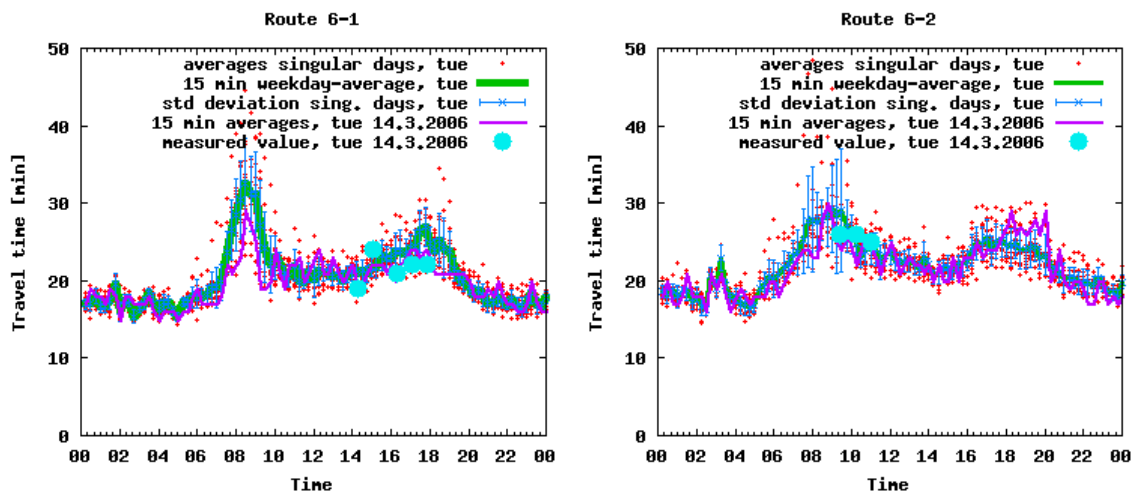 Route 6-1
50
40
30
20
10
0
Travel time [min]
averages singular days, tue
15 min weekday-average, tue
std deviation sing. days, tue
15 min averages, tue 14.3.2006
measured value, tue 14.3.2006
00 02 04 06 08 10 12 14 16 18 20 22 00
Time
Route 6-2
50
40
30
20
10
0
Travel time [min]
averages singular days, tue
15 min weekday-average, tue
std deviation sing. days, tue
15 min averages, tue 14.3.2006
measured value, tue 14.3.2006
00 02 04 06 08 10 12 14 16 18 20 22 00
Time